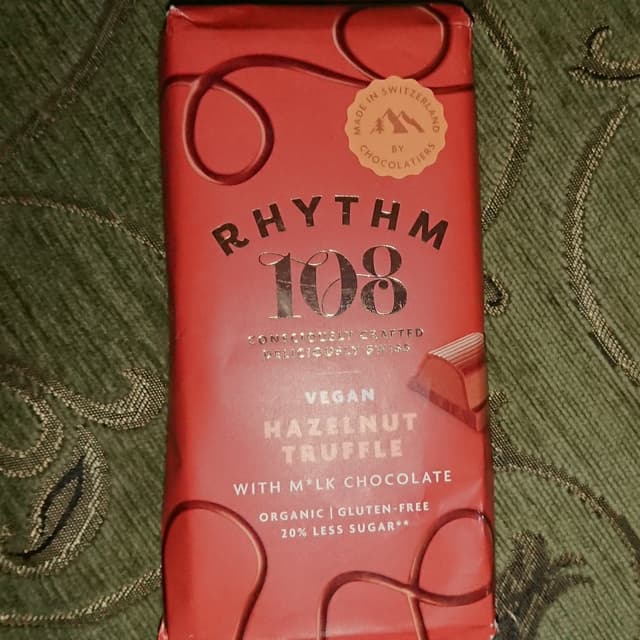 MADE IN SWITZERLAND
BY
CHOCOLATIERS
RHYTHM
108
CONSCIOUSLY CRAFTED
DELICIOUSLY SWISS
VEGAN
HAZELNUT
TRUFFLE
WITH M*LK CHOCOLATE
ORGANIC | GLUTEN-FREE
20% LESS SUGAR**